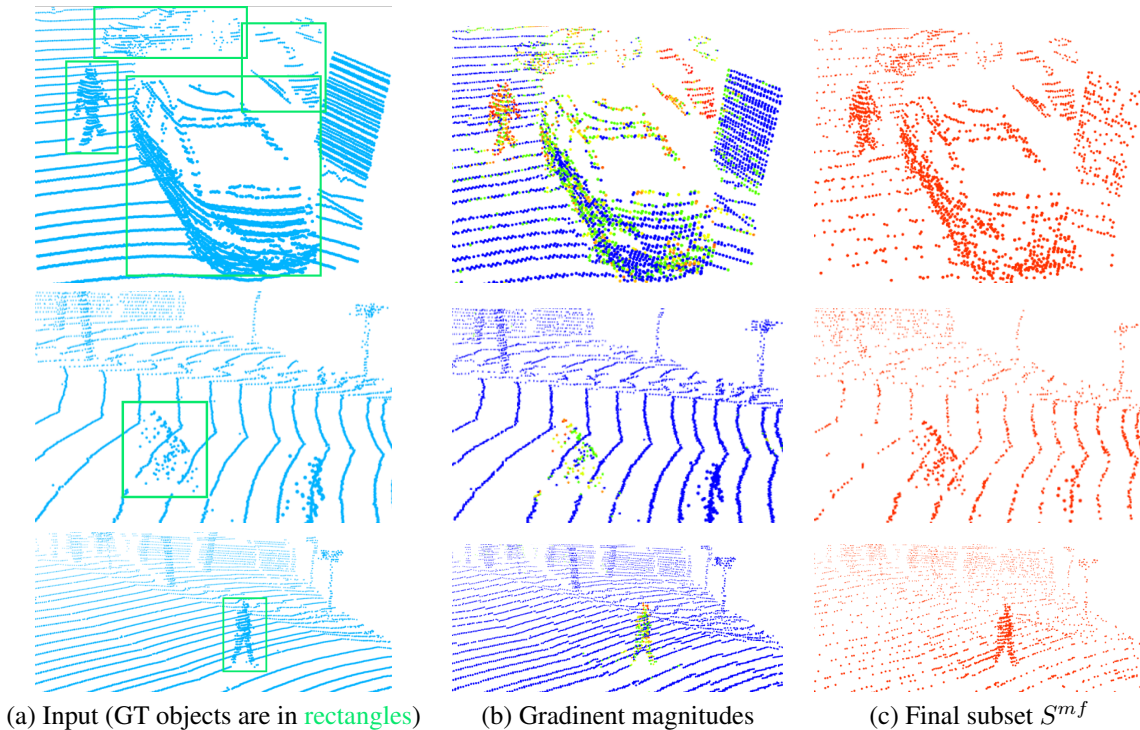 (a) Input (GT objects are in rectangles)
(b) Gradinent magnitudes
(c) Final subset S^{mf}